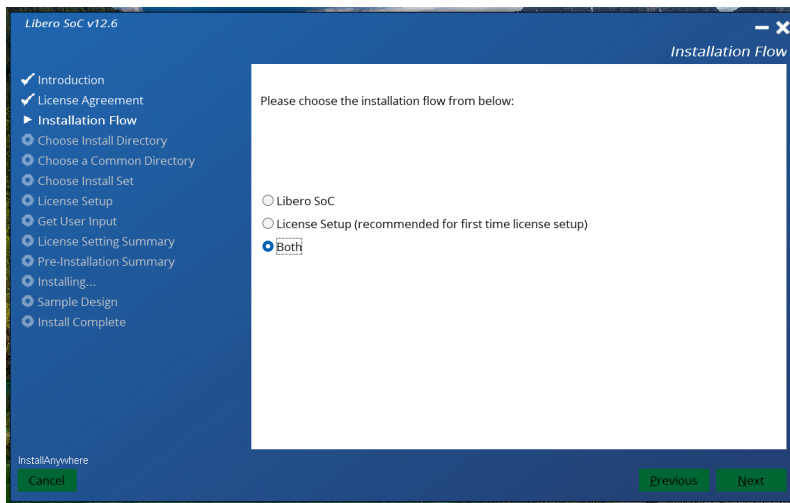 Libero SoC v12.6
Installation Flow
Introduction
License Agreement
Installation Flow
Choose Install Directory
Choose a Common Directory
Choose Install Set
License Setup
Get User Input
License Setting Summary
Pre-Installation Summary
Installing...
Sample Design
Install Complete
Please choose the installation flow from below:
Libero SoC
License Setup (recommended for first time license setup)
Both
InstallAnywhere
Cancel
Previous
Next